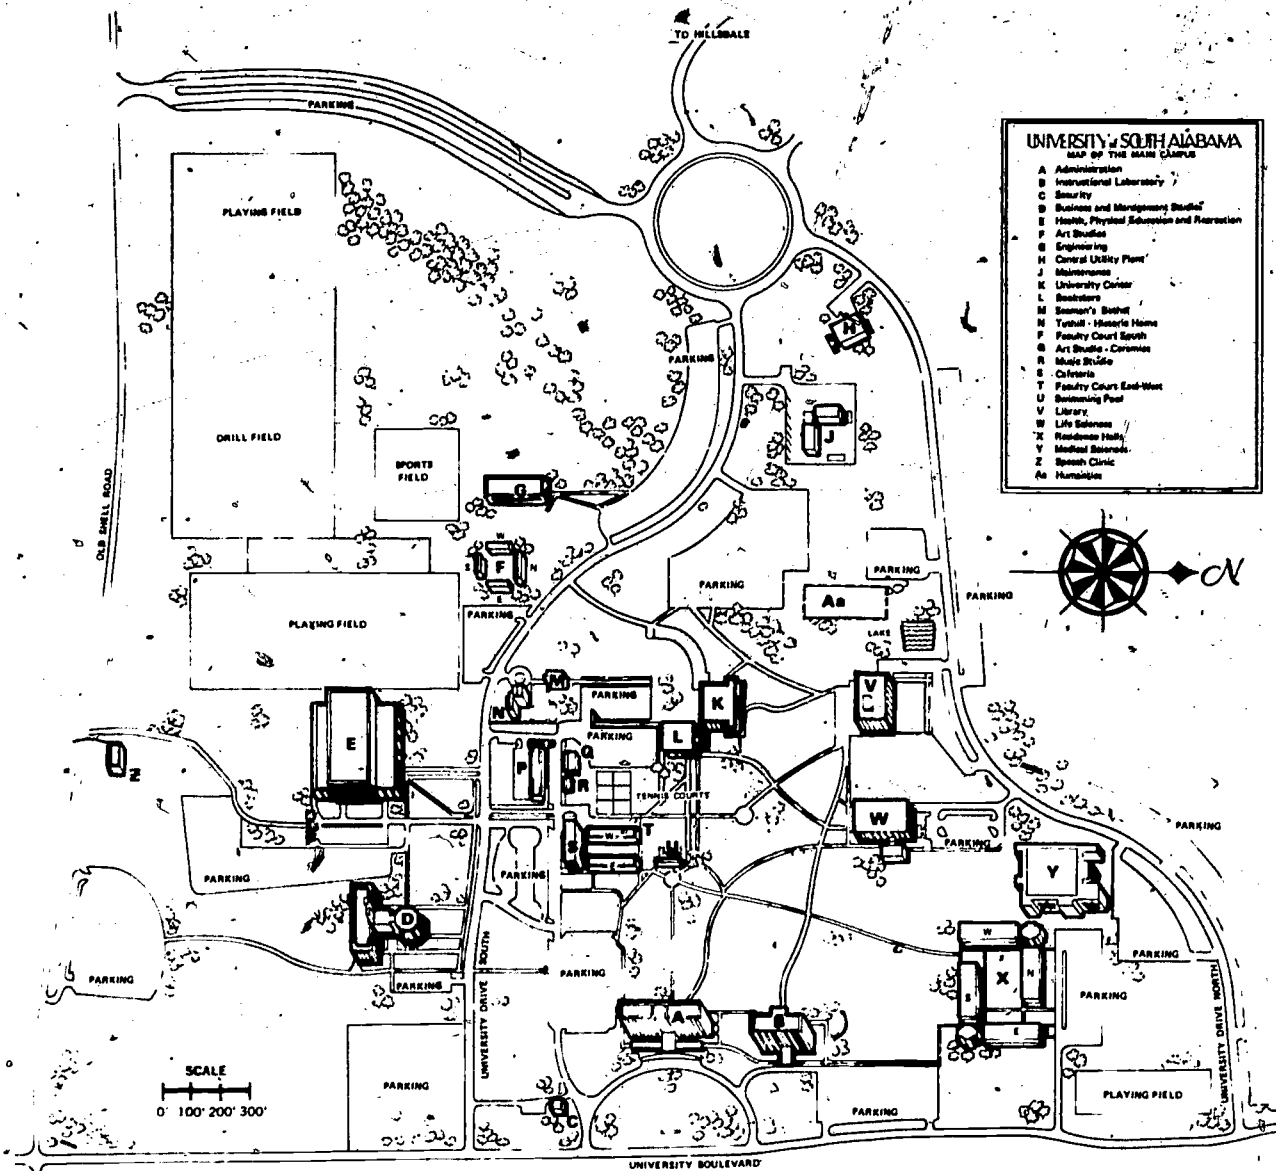 TO HILLSDALE
PARKING
UNIVERSITY of SOUTH ALABAMA
MAP OF THE MAIN CAMPUS
A Administration
B Instructional Laboratory
C Security
D Business and Management Studies
E Health, Physical Education and Recreation
F Art Studios
G Engineering
H Central Utility Plant
J Maintenance
K University Center
L Bookstore
M Seamen's Bethel
N Tuthill - Historic Home
P Faculty Court South
Q Art Studio - Ceramics
R Music Studio
S Cafeteria
T Faculty Court East-West
U Swimming Pool
V Library
W Life Sciences
X Residence Halls
Y Medical Sciences
Z Speech Clinic
Aa Humanities
PLAYING FIELD
H
PARKING
DRILL FIELD
J
SPORTS
FIELD
G
OLD SHELL ROAD
W
S
F
N
E
N
PARKING
PARKING
PARKING
Aa
PARKING
PLAYING FIELD
LAKE
M
V
N
PARKING
K
E
L
PARKING
Z
P
Q
R
TENNIS COURTS
W
PARKING
T
W
S
E
U
PARKING
Y
PARKING
PARKING
D
W
X
N
S
E
PARKING
PARKING
PARKING
PARKING
PARKING
UNIVERSITY DRIVE SOUTH
A
B
UNIVERSITY DRIVE NORTH
SCALE
0 100' 200' 300'
PARKING
C
PARKING
PLAYING FIELD
UNIVERSITY BOULEVARD